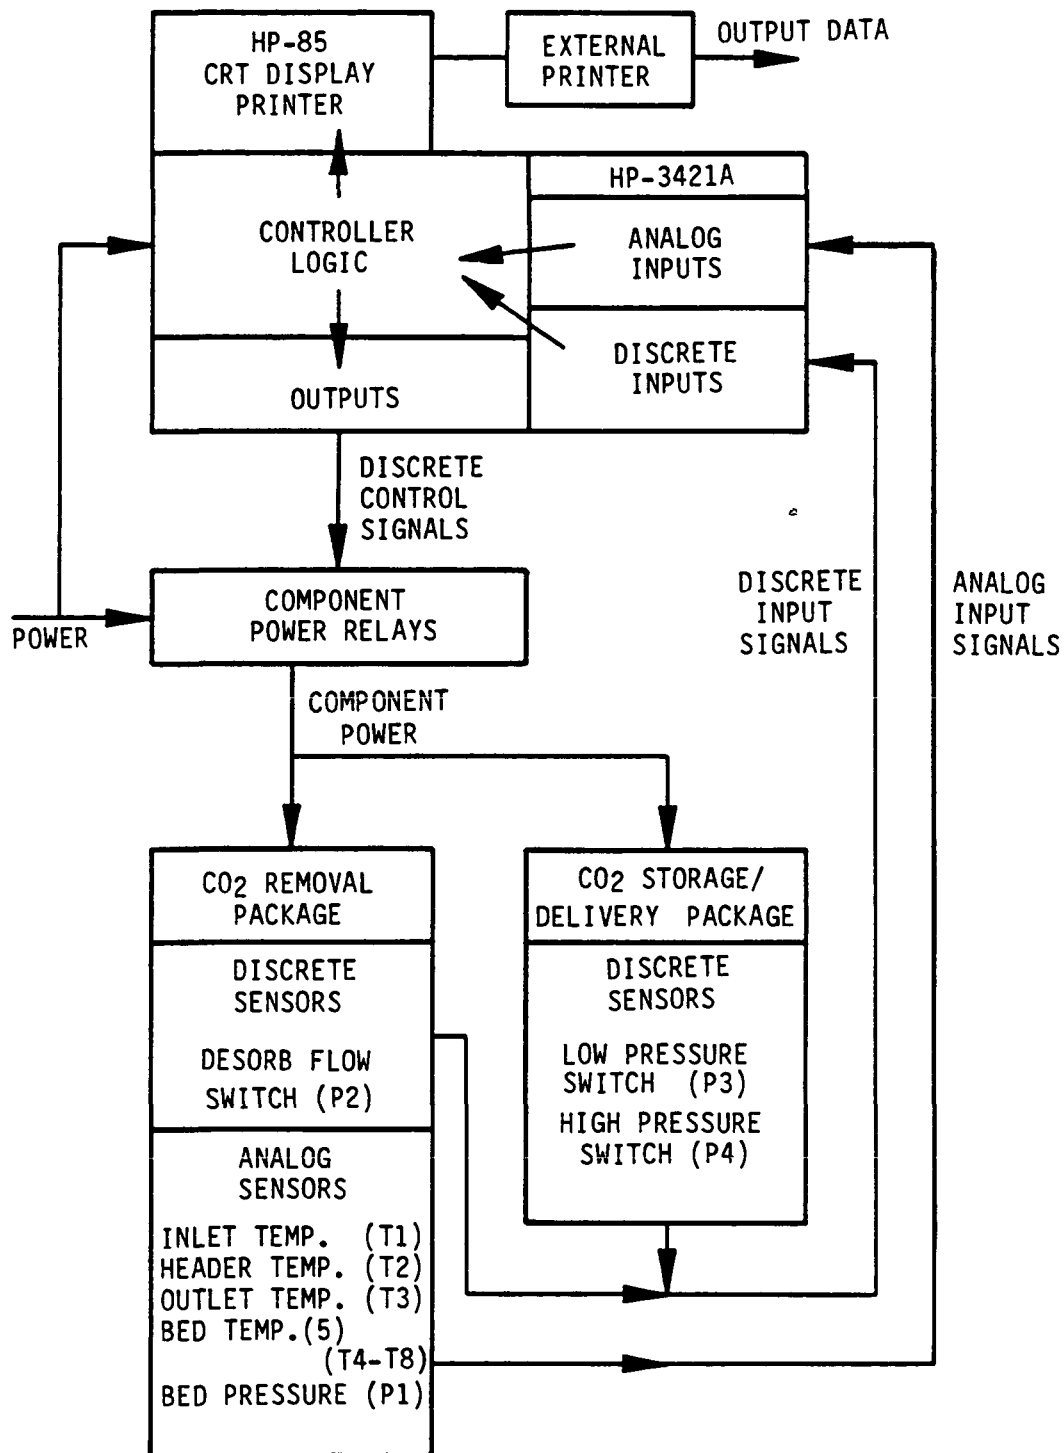 HP-85
CRT DISPLAY
PRINTER
EXTERNAL
PRINTER
OUTPUT DATA
HP-3421A
CONTROLLER
LOGIC
ANALOG
INPUTS
DISCRETE
INPUTS
OUTPUTS
DISCRETE
CONTROL
SIGNALS
POWER
COMPONENT
POWER RELAYS
DISCRETE
INPUT
SIGNALS
ANALOG
INPUT
SIGNALS
COMPONENT
POWER
CO2 REMOVAL
PACKAGE
DISCRETE
SENSORS
DESORB FLOW
SWITCH (P2)
ANALOG
SENSORS
INLET TEMP. (T1)
HEADER TEMP. (T2)
OUTLET TEMP. (T3)
BED TEMP.(5)
(T4-T8)
BED PRESSURE (P1)
CO2 STORAGE/
DELIVERY PACKAGE
DISCRETE
SENSORS
LOW PRESSURE
SWITCH (P3)
HIGH PRESSURE
SWITCH (P4)